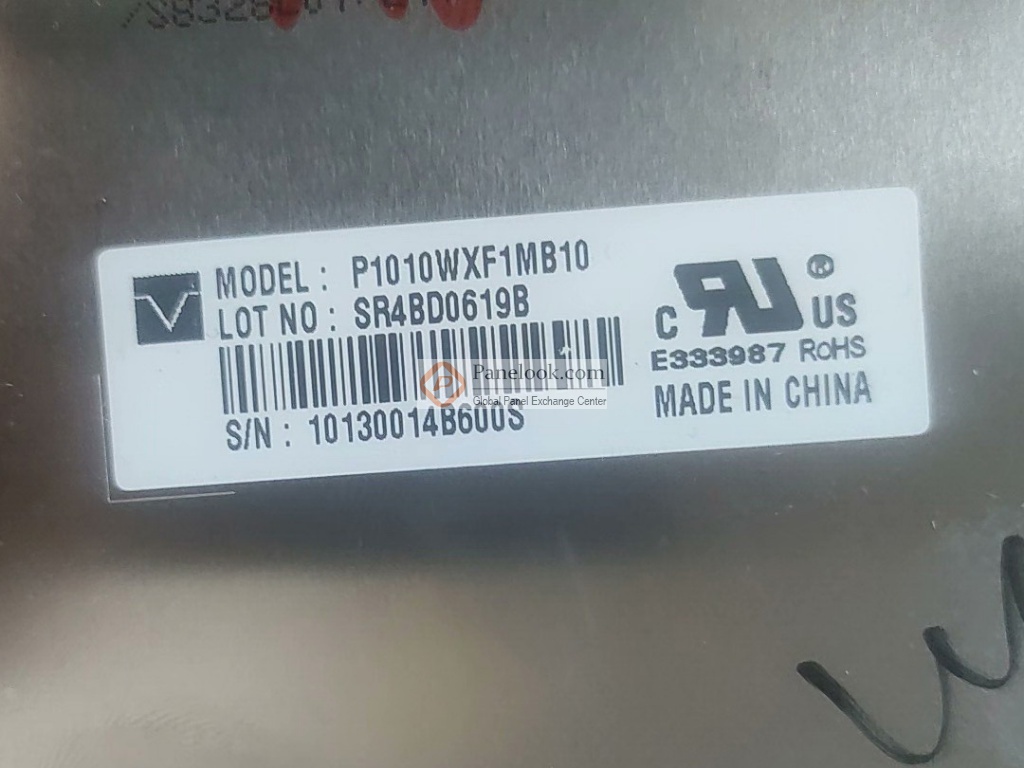 MODEL : P1010WXF1MB10
LOT NO : SR4BD0619B
S/N : 10130014B600S
C US ®
E333987 ROHS
MADE IN CHINA
Panelook.com
Global Panel Exchange Center